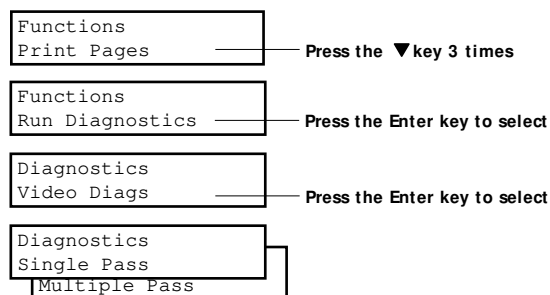 Functions
Print Pages
Press the ▼ key 3 times
Functions
Run Diagnostics
Press the Enter key to select
Diagnostics
Video Diags
Press the Enter key to select
Diagnostics
Single Pass
Multiple Pass